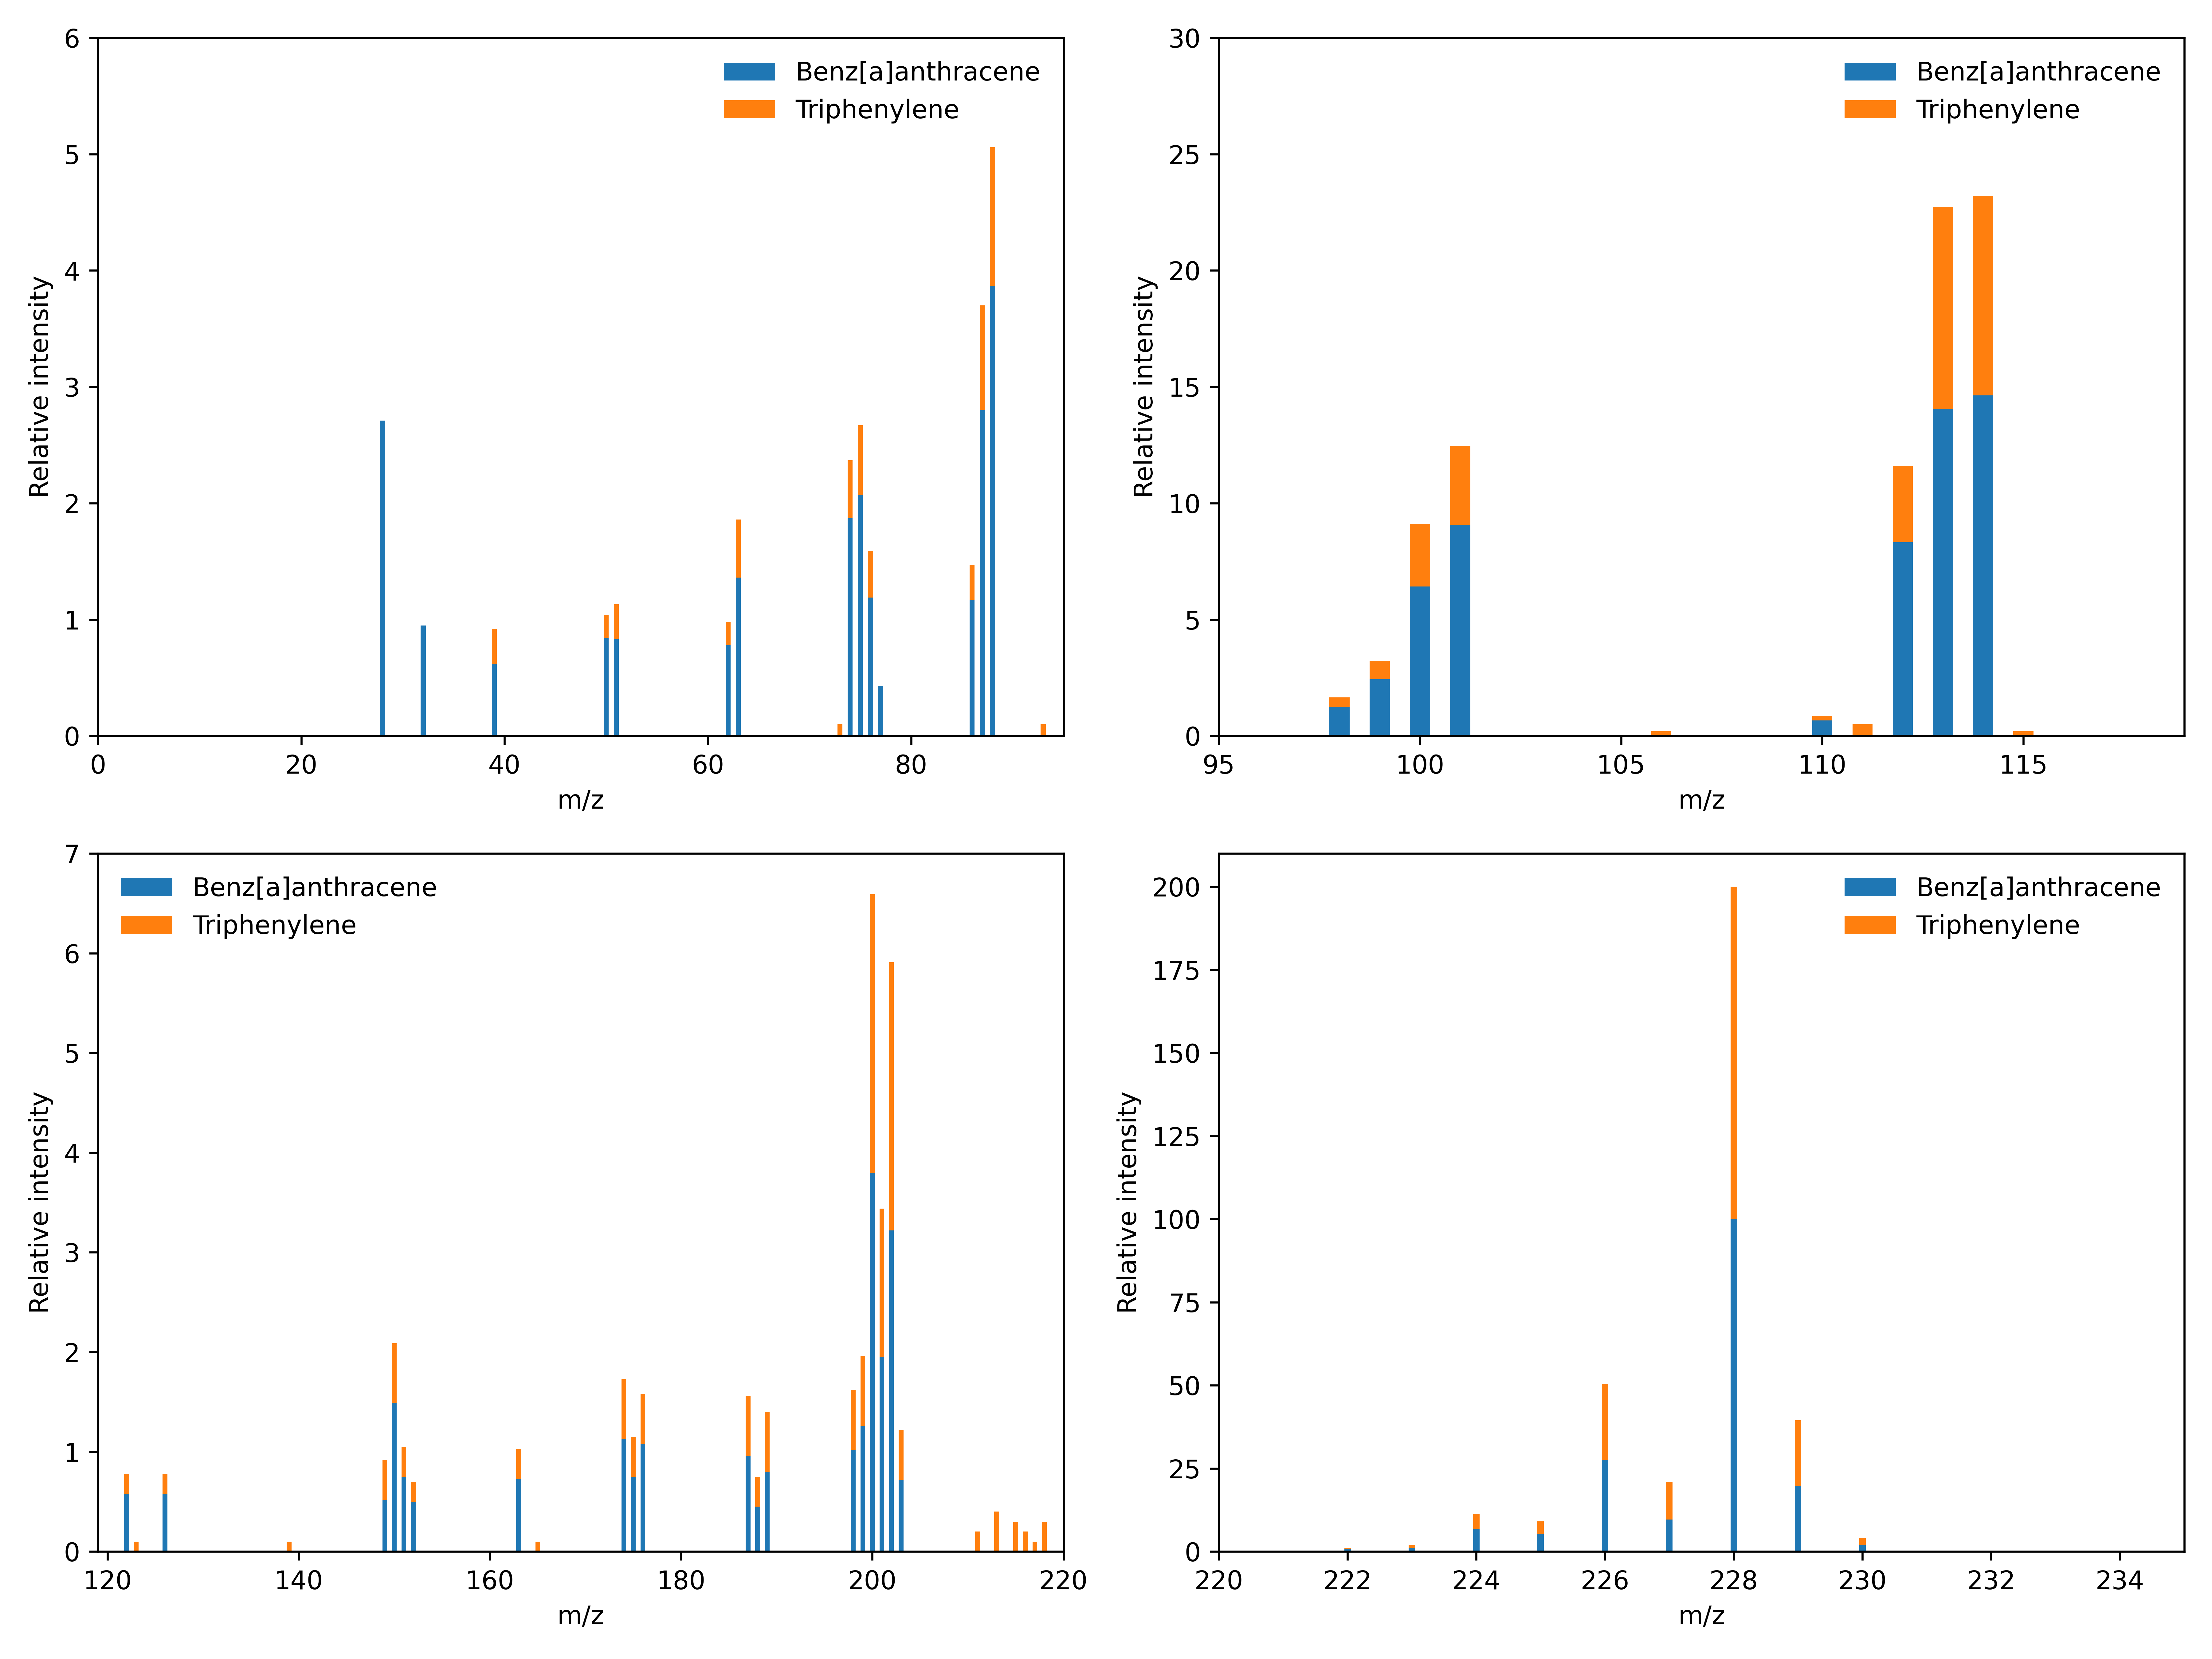 6
5
4
3
2
1
0
Relative intensity
Benz[a]anthracene
Triphenylene
0 20 40 60 80
m/z
30
25
20
15
10
5
0
Relative intensity
Benz[a]anthracene
Triphenylene
95 100 105 110 115
m/z
7
6
5
4
3
2
1
0
Relative intensity
Benz[a]anthracene
Triphenylene
120 140 160 180 200 220
m/z
200
175
150
125
100
75
50
25
0
Relative intensity
Benz[a]anthracene
Triphenylene
220 222 224 226 228 230 232 234
m/z